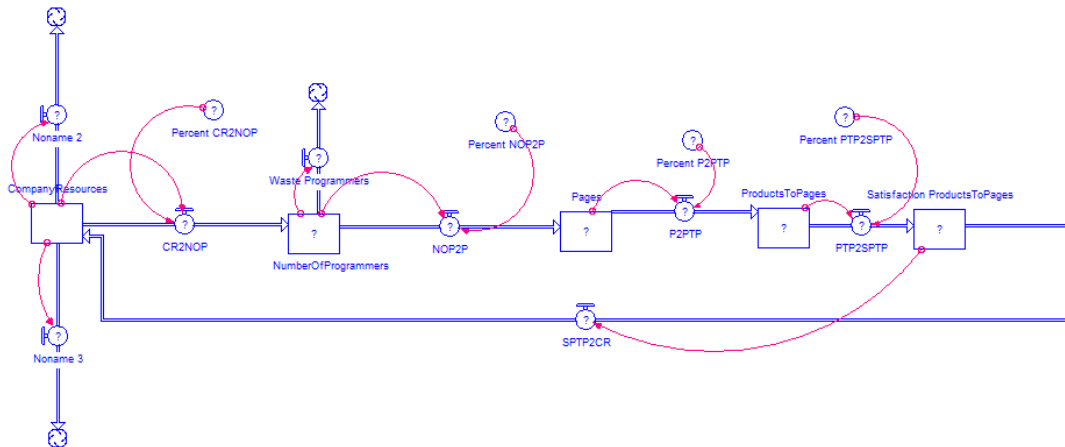 ?
Percent CR2NOP
?
Noname 2
?
Percent NOP2P
?
Percent PTP2SPTP
?
Percent P2PTP
?
Waste Programmers
CompanyResources
?
CR2NOP
?
NumberOfProgrammers
?
NOP2P
Pages
?
?
P2PTP
ProductsToPages
?
?
PTP2SPTP
Satisfaction ProductsToPages
?
?
SPTP2CR
?
Noname 3
?